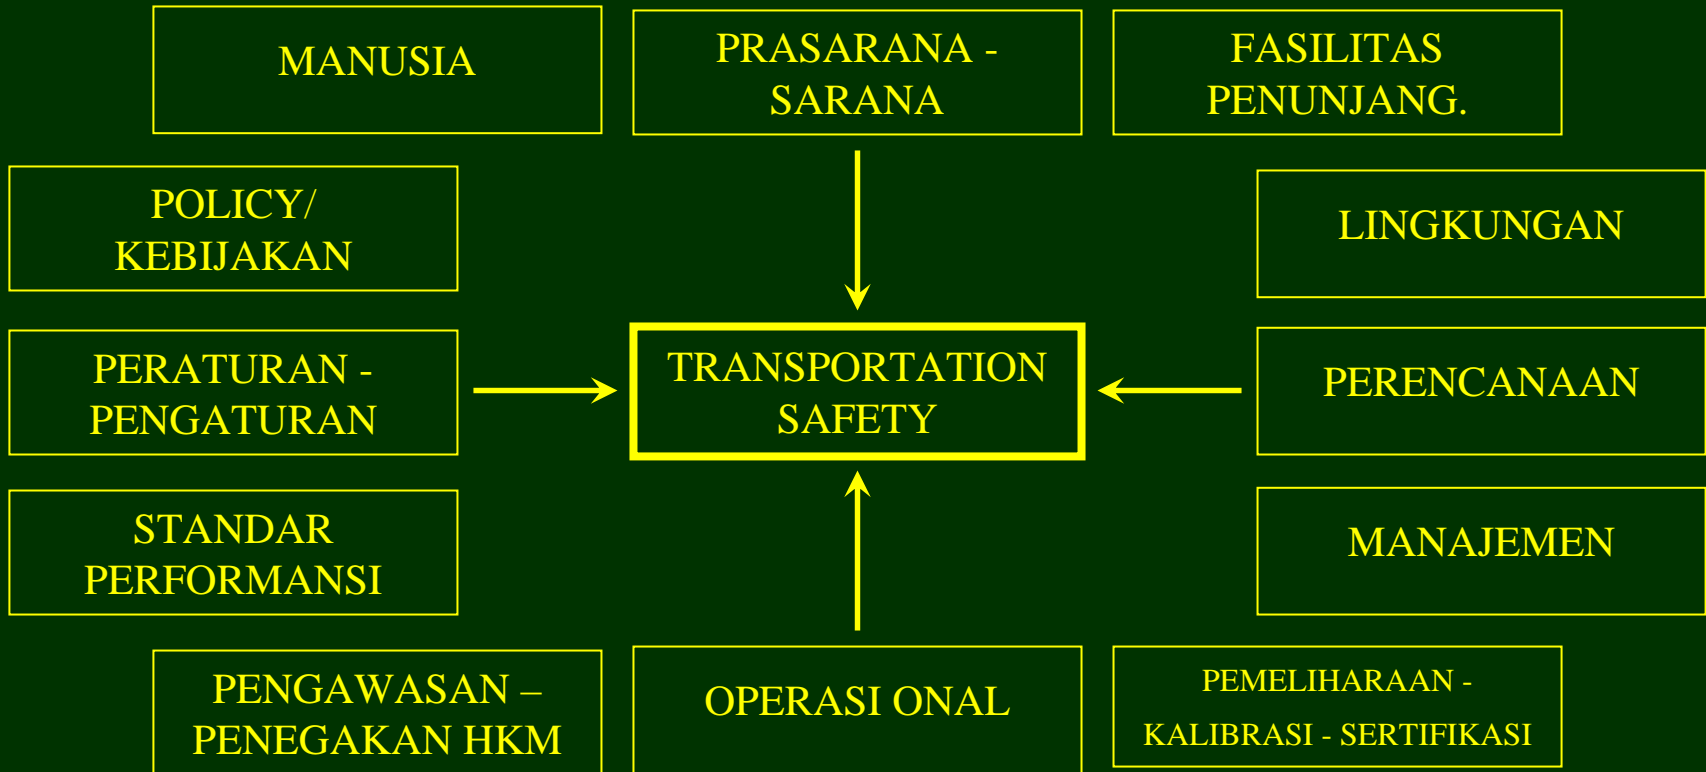 MANUSIA
PRASARANA -
SARANA
FASILITAS
PENUNJANG.
POLICY/
KEBIJAKAN
LINGKUNGAN
PERATURAN -
PENGATURAN
TRANSPORTATION
SAFETY
PERENCANAAN
STANDAR
PERFORMANSI
MANAJEMEN
PENGAWASAN –
PENEGAKAN HKM
OPERASI ONAL
PEMELIHARAAN -
KALIBRASI - SERTIFIKASI